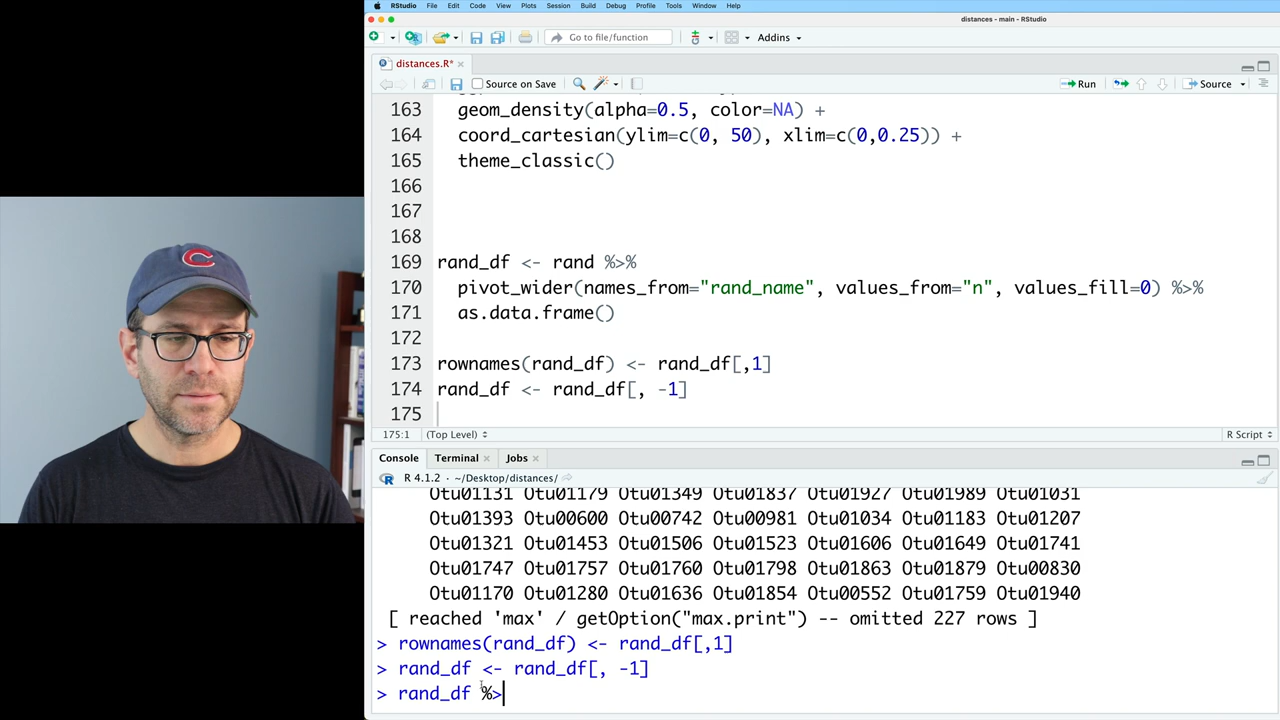 RStudio File Edit Code View Plots Session Build Debug Profile Tools Window Help
distances - main - RStudio
Go to file/function Addins
distances.R*
Source on Save Run Source
163 geom_density(alpha=0.5, color=NA) +
164 coord_cartesian(ylim=c(0, 50), xlim=c(0,0.25)) +
165 theme_classic()
166
167
168
169 rand_df <- rand %>%
170 pivot_wider(names_from="rand_name", values_from="n", values_fill=0) %>%
171 as.data.frame()
172
173 rownames(rand_df) <- rand_df[,1]
174 rand_df <- rand_df[, -1]
175
175:1 (Top Level) R Script
Console Terminal Jobs
R 4.1.2 · ~/Desktop/distances/
Otu01131 Otu01179 Otu01349 Otu01837 Otu01927 Otu01989 Otu01031
Otu01393 Otu00600 Otu00742 Otu00981 Otu01034 Otu01183 Otu01207
Otu01321 Otu01453 Otu01506 Otu01523 Otu01606 Otu01649 Otu01741
Otu01747 Otu01757 Otu01760 Otu01798 Otu01863 Otu01879 Otu00830
Otu01170 Otu01280 Otu01636 Otu01854 Otu00552 Otu01759 Otu01940
[ reached 'max' / getOption("max.print") -- omitted 227 rows ]
> rownames(rand_df) <- rand_df[,1]
> rand_df <- rand_df[, -1]
> rand_df %>
C